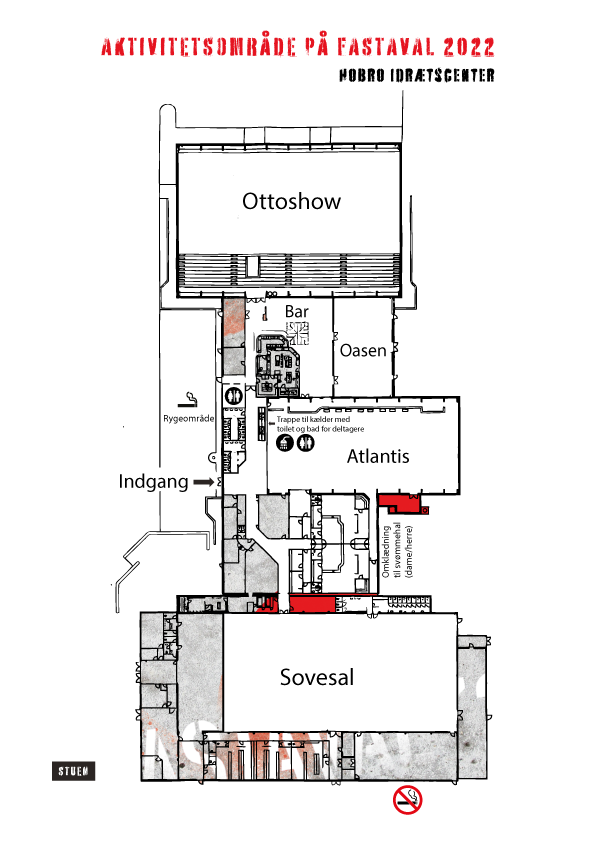 AKTIVITETSOMRÅDE PÅ FASTAVAL 2022
HOBRO IDRÆTSCENTER
Ottoshow
Bar
Oasen
Rygeområde
Trappe til kælder med
toilet og bad for deltagere
Atlantis
Indgang
Omklædning
til svømmehal
(dame/herre)
Sovesal
STUEN